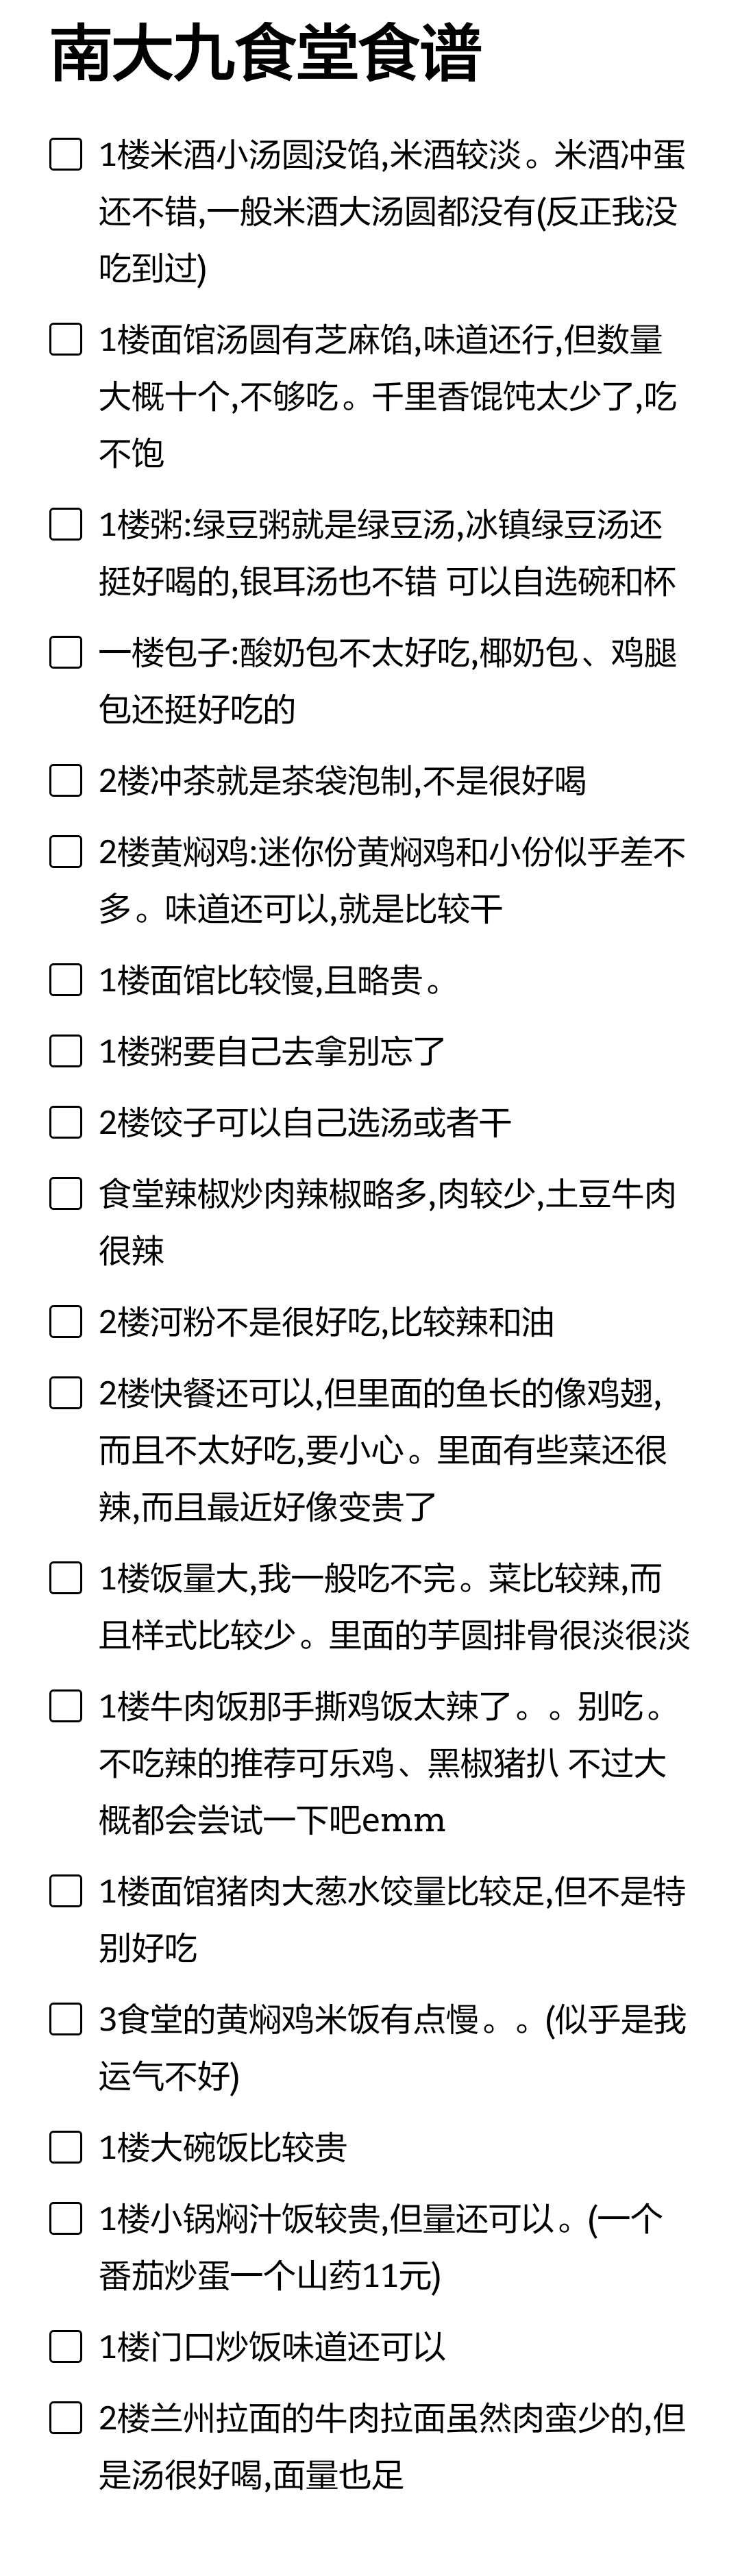 南大九食堂食谱
1楼米酒小汤圆没馅,米酒较淡。米酒冲蛋
还不错,一般米酒大汤圆都没有(反正我没
吃到过)
1楼面馆汤圆有芝麻馅,味道还行,但数量
大概十个,不够吃。千里香馄饨太少了,吃
不饱
1楼粥:绿豆粥就是绿豆汤,冰镇绿豆汤还
挺好喝的,银耳汤也不错 可以自选碗和杯
一楼包子:酸奶包不太好吃,椰奶包、鸡腿
包还挺好吃的
2楼冲茶就是茶袋泡制,不是很好喝
2楼黄焖鸡:迷你份黄焖鸡和小份似乎差不
多。味道还可以,就是比较干
1楼面馆比较慢,且略贵。
1楼粥要自己去拿别忘了
2楼饺子可以自己选汤或者干
食堂辣椒炒肉辣椒略多,肉较少,土豆牛肉
很辣
2楼河粉不是很好吃,比较辣和油
2楼快餐还可以,但里面的鱼长的像鸡翅,
而且不太好吃,要小心。里面有些菜还很
辣,而且最近好像变贵了
1楼饭量大,我一般吃不完。菜比较辣,而
且样式比较少。里面的芋圆排骨很淡很淡
1楼牛肉饭那手撕鸡饭太辣了。。别吃。
不吃辣的推荐可乐鸡、黑椒猪扒 不过大
概都会尝试一下吧emm
1楼面馆猪肉大葱水饺量比较足,但不是特
别好吃
3食堂的黄焖鸡米饭有点慢。。(似乎是我
运气不好)
1楼大碗饭比较贵
1楼小锅焖汁饭较贵,但量还可以。(一个
番茄炒蛋一个山药11元)
1楼门口炒饭味道还可以
2楼兰州拉面的牛肉拉面虽然肉蛮少的,但
是汤很好喝,面量也足